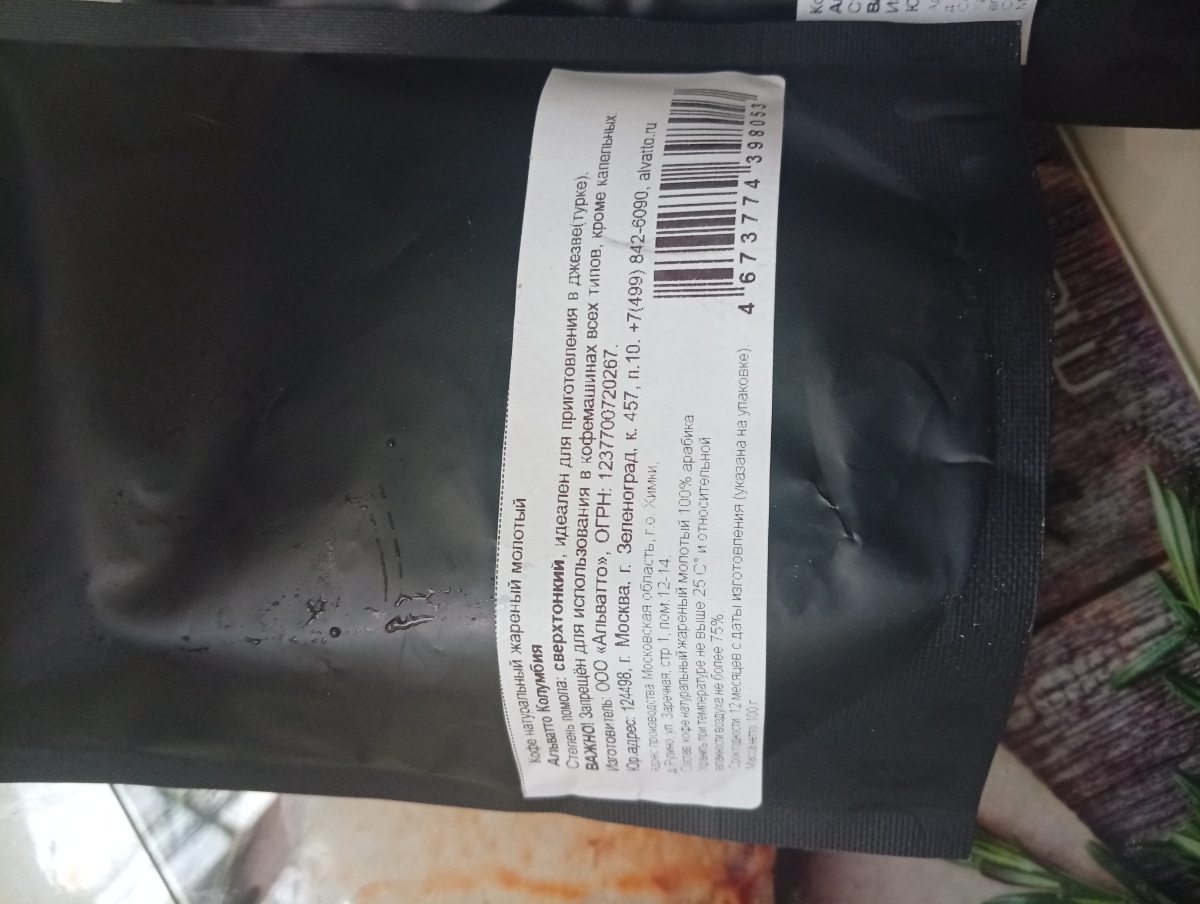 Кофе натуральный жареный молотый
Альватто Колумбия
Степень помола: сверхтонкий, идеален для приготовления в джезве(турке).
ВАЖНО! Запрещён для использования в кофемашинах всех типов, кроме капельных
Изготовитель: ООО «Альватто», ОГРН: 1237700720267.
Юр.адрес: 124498, г. Москва, г. Зеленоград, к. 457, п.10. +7(499) 842-6090, alvatto.ru
Адрес производства Московская область, г.о. Химки,
д. Рузино, ул. Заречная, стр 1, пом.12-14.
Состав: кофе натуральный жареный молотый 100% арабика
Хранить при температуре не выше 25 С° и относительной
влажности воздуха не более 75%
Срок годности 12 месяцев с даты изготовления (указана на упаковке).
Масса нетто 100 г
4 673774 398053